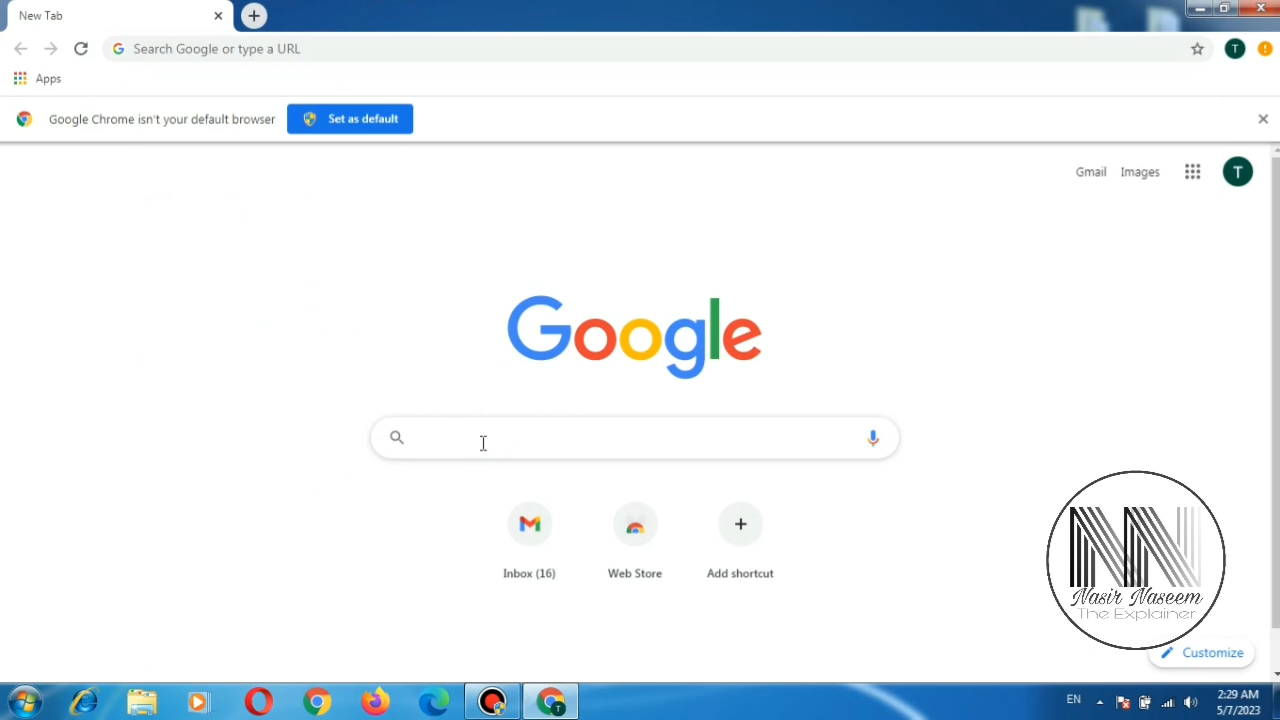 New Tab
Search Google or type a URL
T
Apps
Google Chrome isn't your default browser
Set as default
Gmail
Images
T
Google
Inbox (16)
Web Store
Add shortcut
NN
Nasir Naseem
The Explainer
Customize
T
EN
2:29 AM
5/7/2023